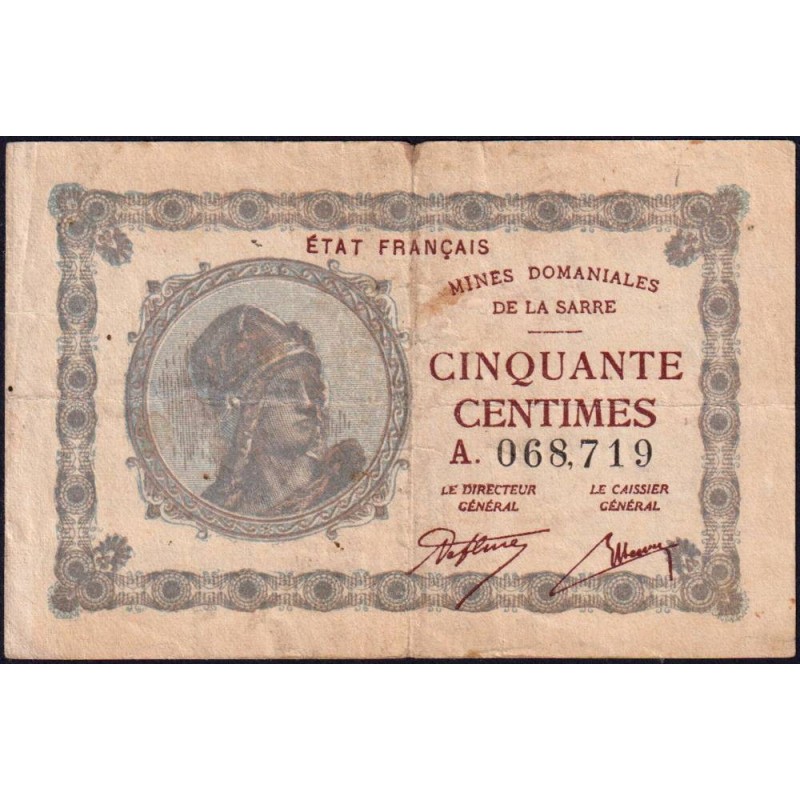 ÉTAT FRANÇAIS
MINES DOMANIALES
DE LA SARRE
CINQUANTE
CENTIMES
A. 068,719
LE DIRECTEUR GÉNÉRAL
LE CAISSIER GÉNÉRAL